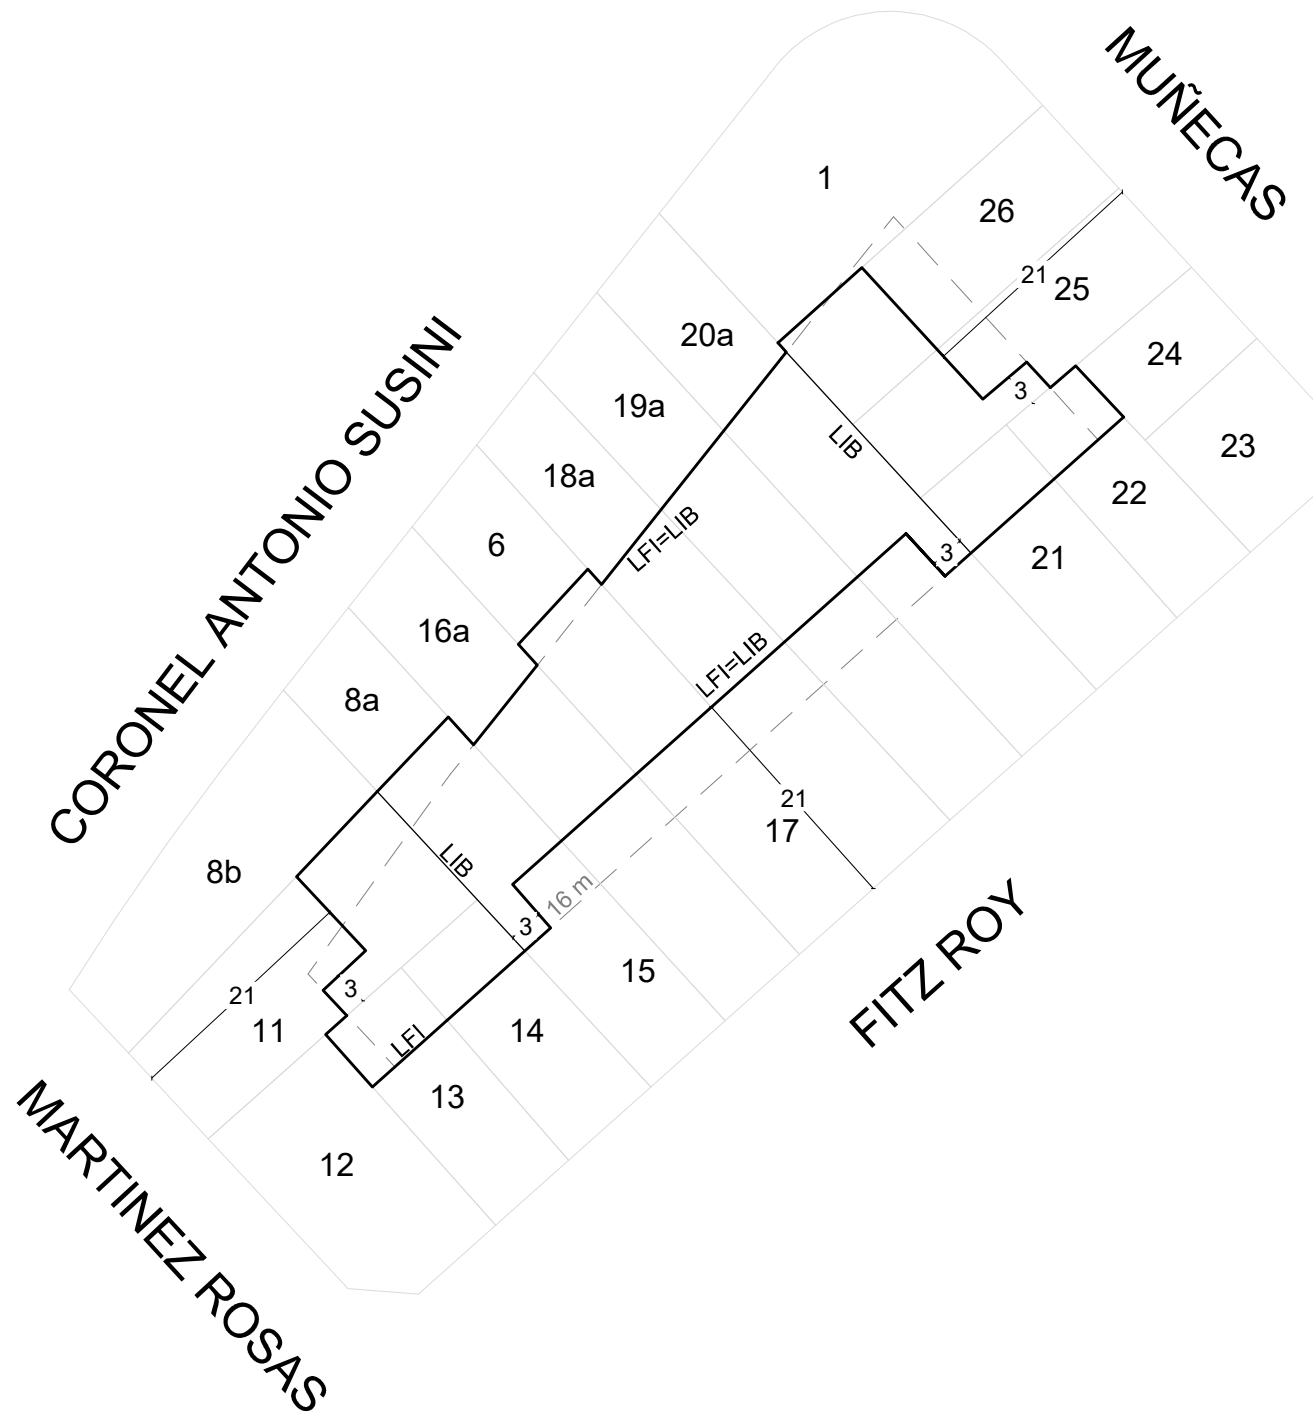 MUÑECAS
1
26
21
25
20a
24
19a
3
LIB
23
18a
22
LFI=LIB
6
3
21
CORONEL ANTONIO SUSINI
16a
LFI=LIB
8a
21
17
LIB
8b
16 m
3
FITZ ROY
15
3
21
11
LFI
14
13
12
MARTINEZ ROSAS